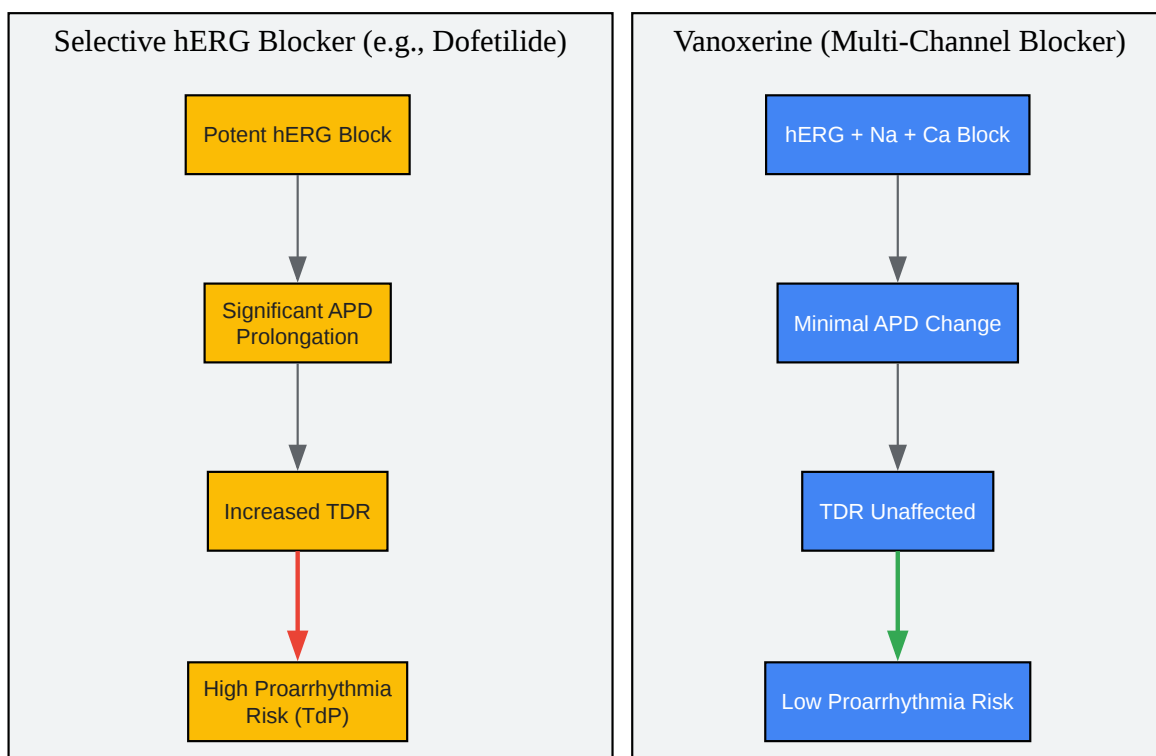 Selective hERG Blocker (e.g., Dofetilide)
Potent hERG Block
Significant APD
Prolongation
Increased TDR
High Proarrhythmia
Risk (TdP)
Vanoxerine (Multi-Channel Blocker)
hERG + Na + Ca Block
Minimal APD Change
TDR Unaffected
Low Proarrhythmia Risk